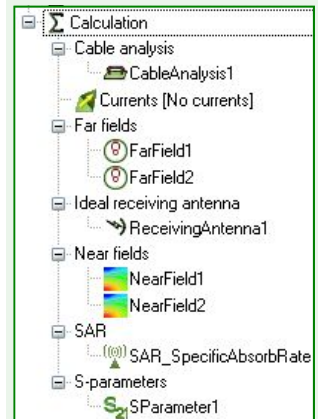 Σ Calculation
Cable analysis
CableAnalysis1
Currents [No currents]
Far fields
FarField1
FarField2
Ideal receiving antenna
ReceivingAntenna1
Near fields
NearField1
NearField2
SAR
SAR_SpecificAbsorbRate
S-parameters
S21 SParameter1